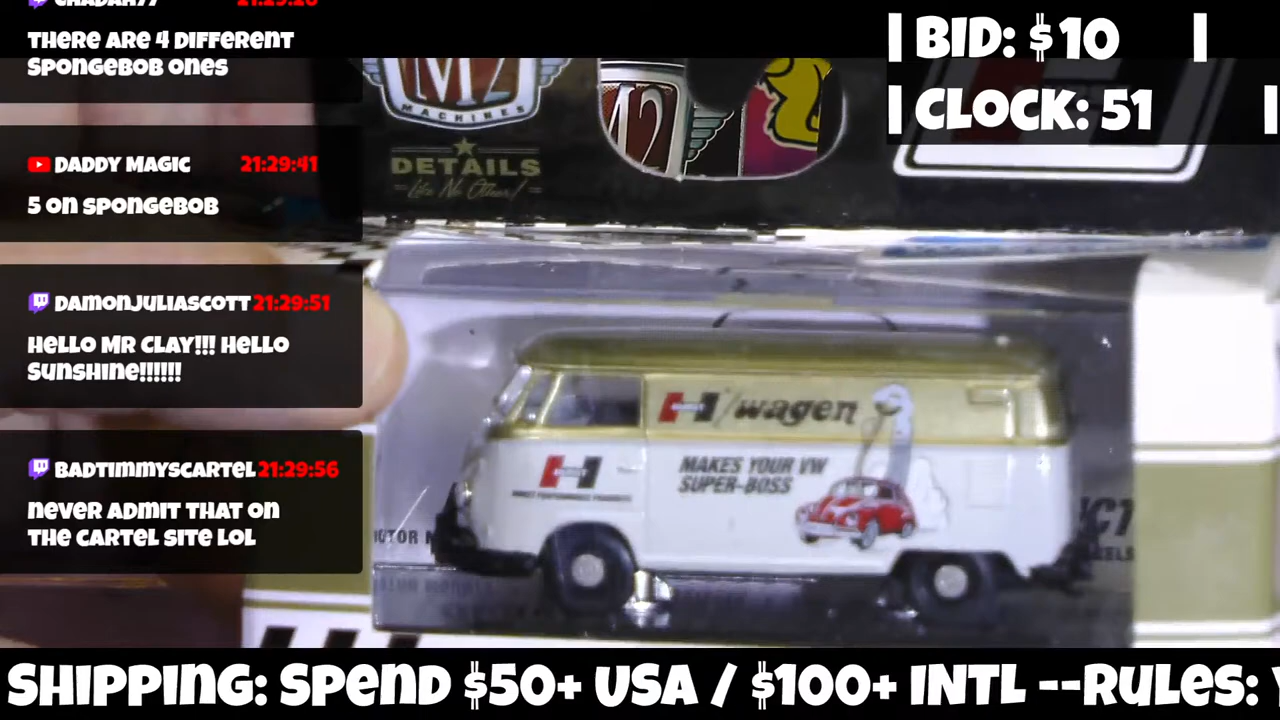 THERE ARE 4 DIFFERENT
SPONGEBOB ONES
DADDY MAGIC 21:29:41
5 ON SPONGEBOB
DAMONJULIASCOTT 21:29:51
HELLO MR CLAY!!! HELLO
SUNSHINE!!!!!!
BADTIMMYSCARTEL 21:29:56
NEVER ADMIT THAT ON
THE CARTEL SITE LOL
| BID: $10 |
| CLOCK: 51 |
M2
MACHINES
DETAILS
Like No Other!
M2
H/wagen
MAKES YOUR VW
SUPER-BOSS
SHIPPING: SPEND $50+ USA / $100+ INTL --RULES: